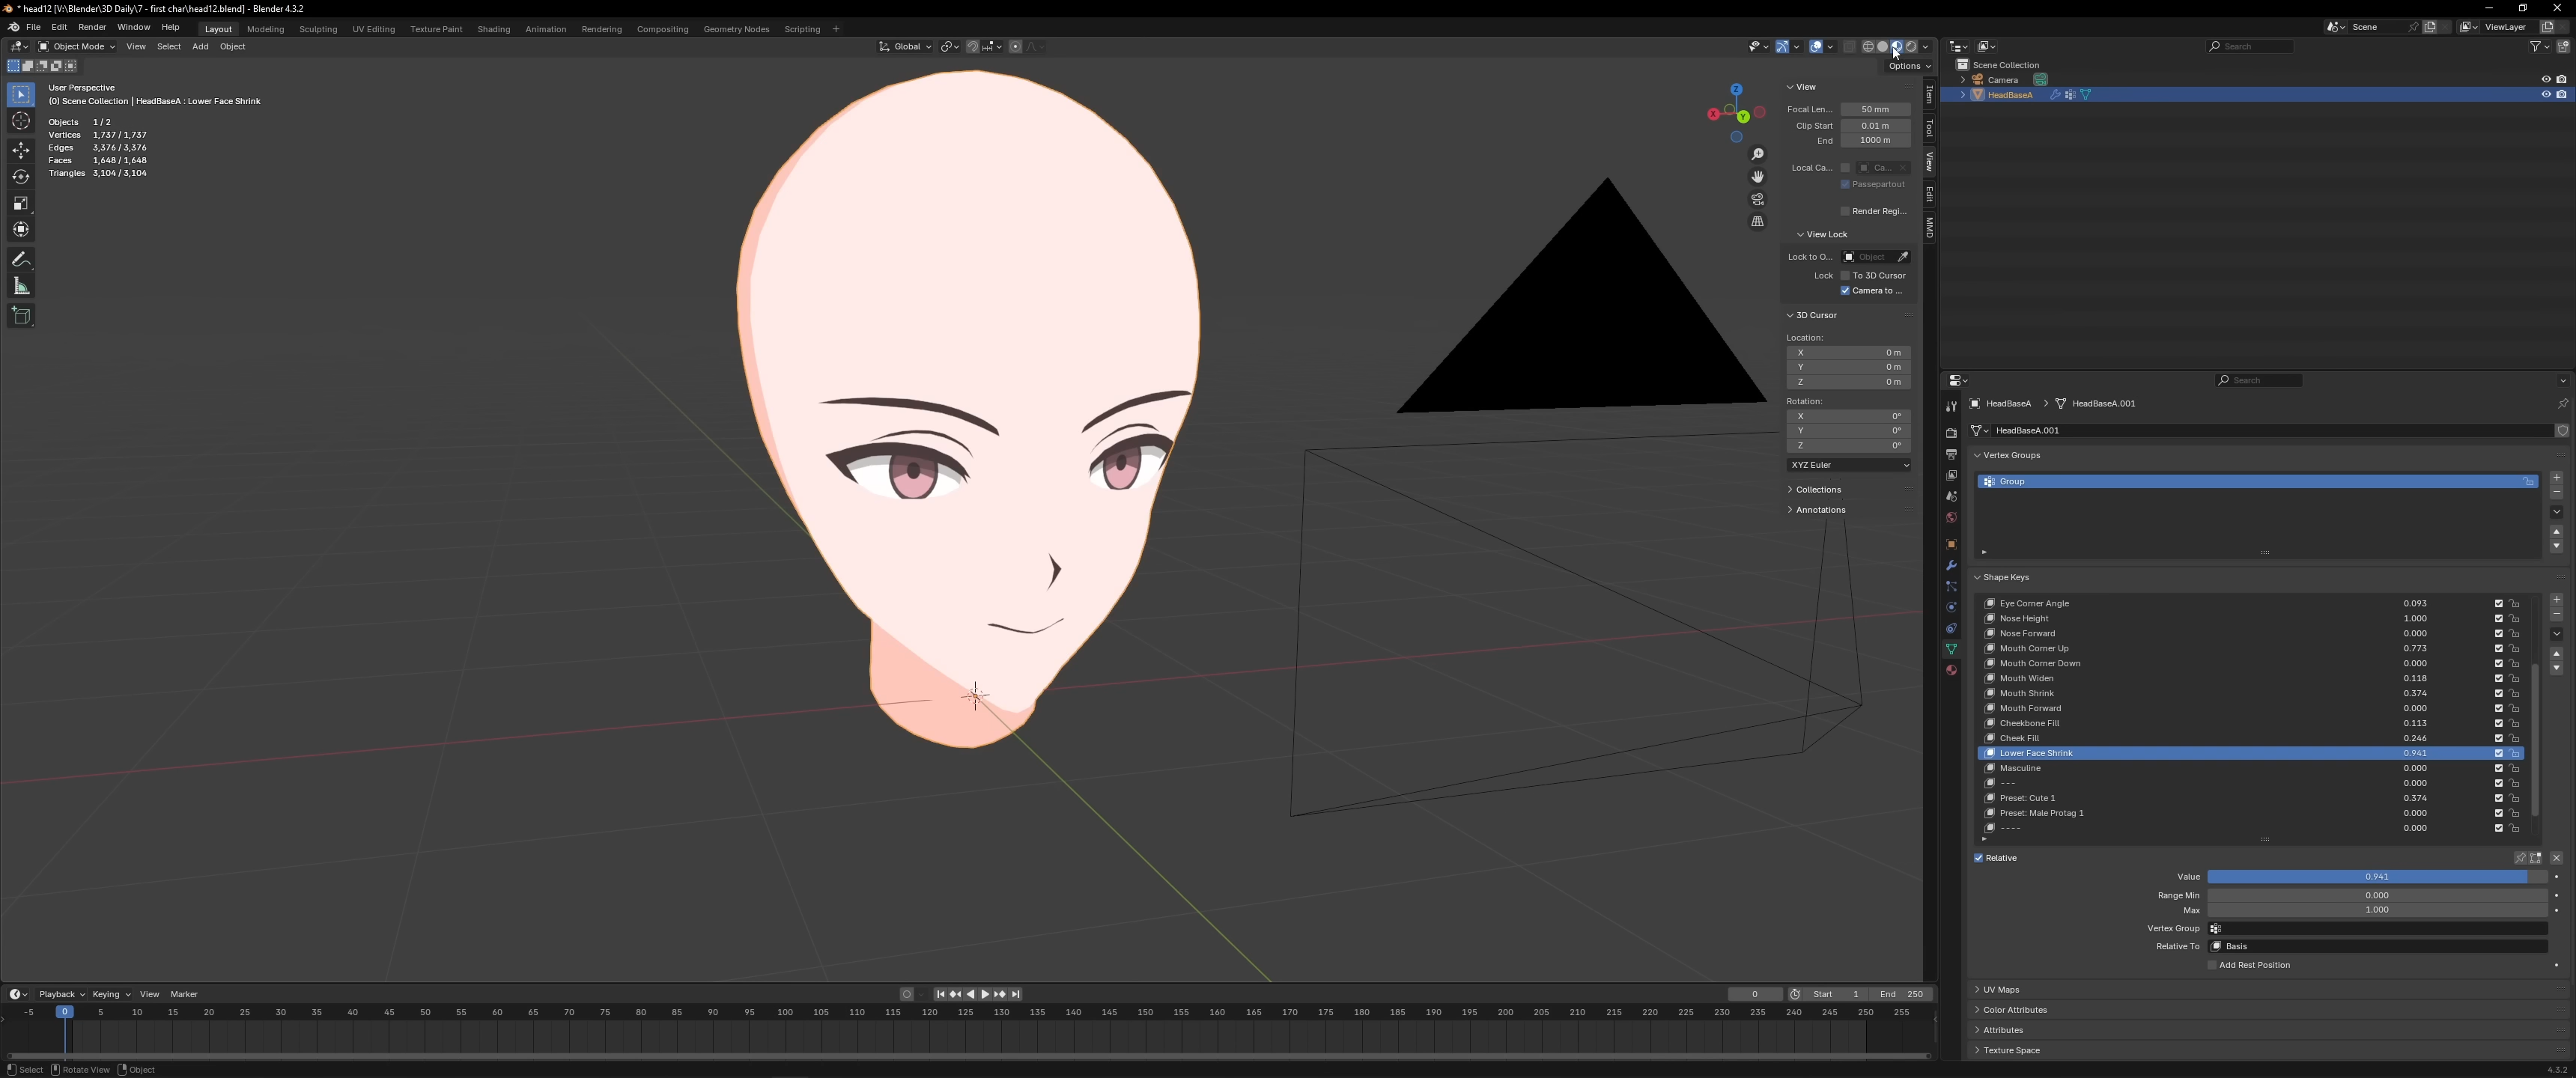 * head12 [V:\Blender\3D Daily\7 - first char\head12.blend] - Blender 4.3.2
File Edit Render Window Help Layout Modeling Sculpting UV Editing Texture Paint Shading Animation Rendering Compositing Geometry Nodes Scripting + Scene ViewLayer
Object Mode View Select Add Object Global Search
Options
User Perspective
(0) Scene Collection | HeadBaseA : Lower Face Shrink
Objects 1 / 2
Vertices 1,737 / 1,737
Edges 3,376 / 3,376
Faces 1,648 / 1,648
Triangles 3,104 / 3,104
Z
X
Y
View
Focal Len... 50 mm
Clip Start 0.01 m
End 1000 m
Local Ca... Ca...
Passepartout
Render Regi...
View Lock
Lock to O... Object
Lock To 3D Cursor
Camera to ...
3D Cursor
Location:
X 0 m
Y 0 m
Z 0 m
Rotation:
X 0°
Y 0°
Z 0°
XYZ Euler
Collections
Annotations
Item
Tool
View
Edit
MMD
Scene Collection
Camera
HeadBaseA
Search
HeadBaseA > HeadBaseA.001
HeadBaseA.001
Vertex Groups
Group
Shape Keys
Eye Corner Angle 0.093
Nose Height 1.000
Nose Forward 0.000
Mouth Corner Up 0.773
Mouth Corner Down 0.000
Mouth Widen 0.118
Mouth Shrink 0.374
Mouth Forward 0.000
Cheekbone Fill 0.113
Cheek Fill 0.246
Lower Face Shrink 0.941
Masculine 0.000
--- 0.000
Preset: Cute 1 0.374
Preset: Male Protag 1 0.000
---- 0.000
Relative
Value 0.941
Range Min 0.000
Max 1.000
Vertex Group
Relative To Basis
Add Rest Position
UV Maps
Color Attributes
Attributes
Texture Space
Playback Keying View Marker 0 Start 1 End 250
-5 0 5 10 15 20 25 30 35 40 45 50 55 60 65 70 75 80 85 90 95 100 105 110 115 120 125 130 135 140 145 150 155 160 165 170 175 180 185 190 195 200 205 210 215 220 225 230 235 240 245 250 255
Select Rotate View Object 4.3.2